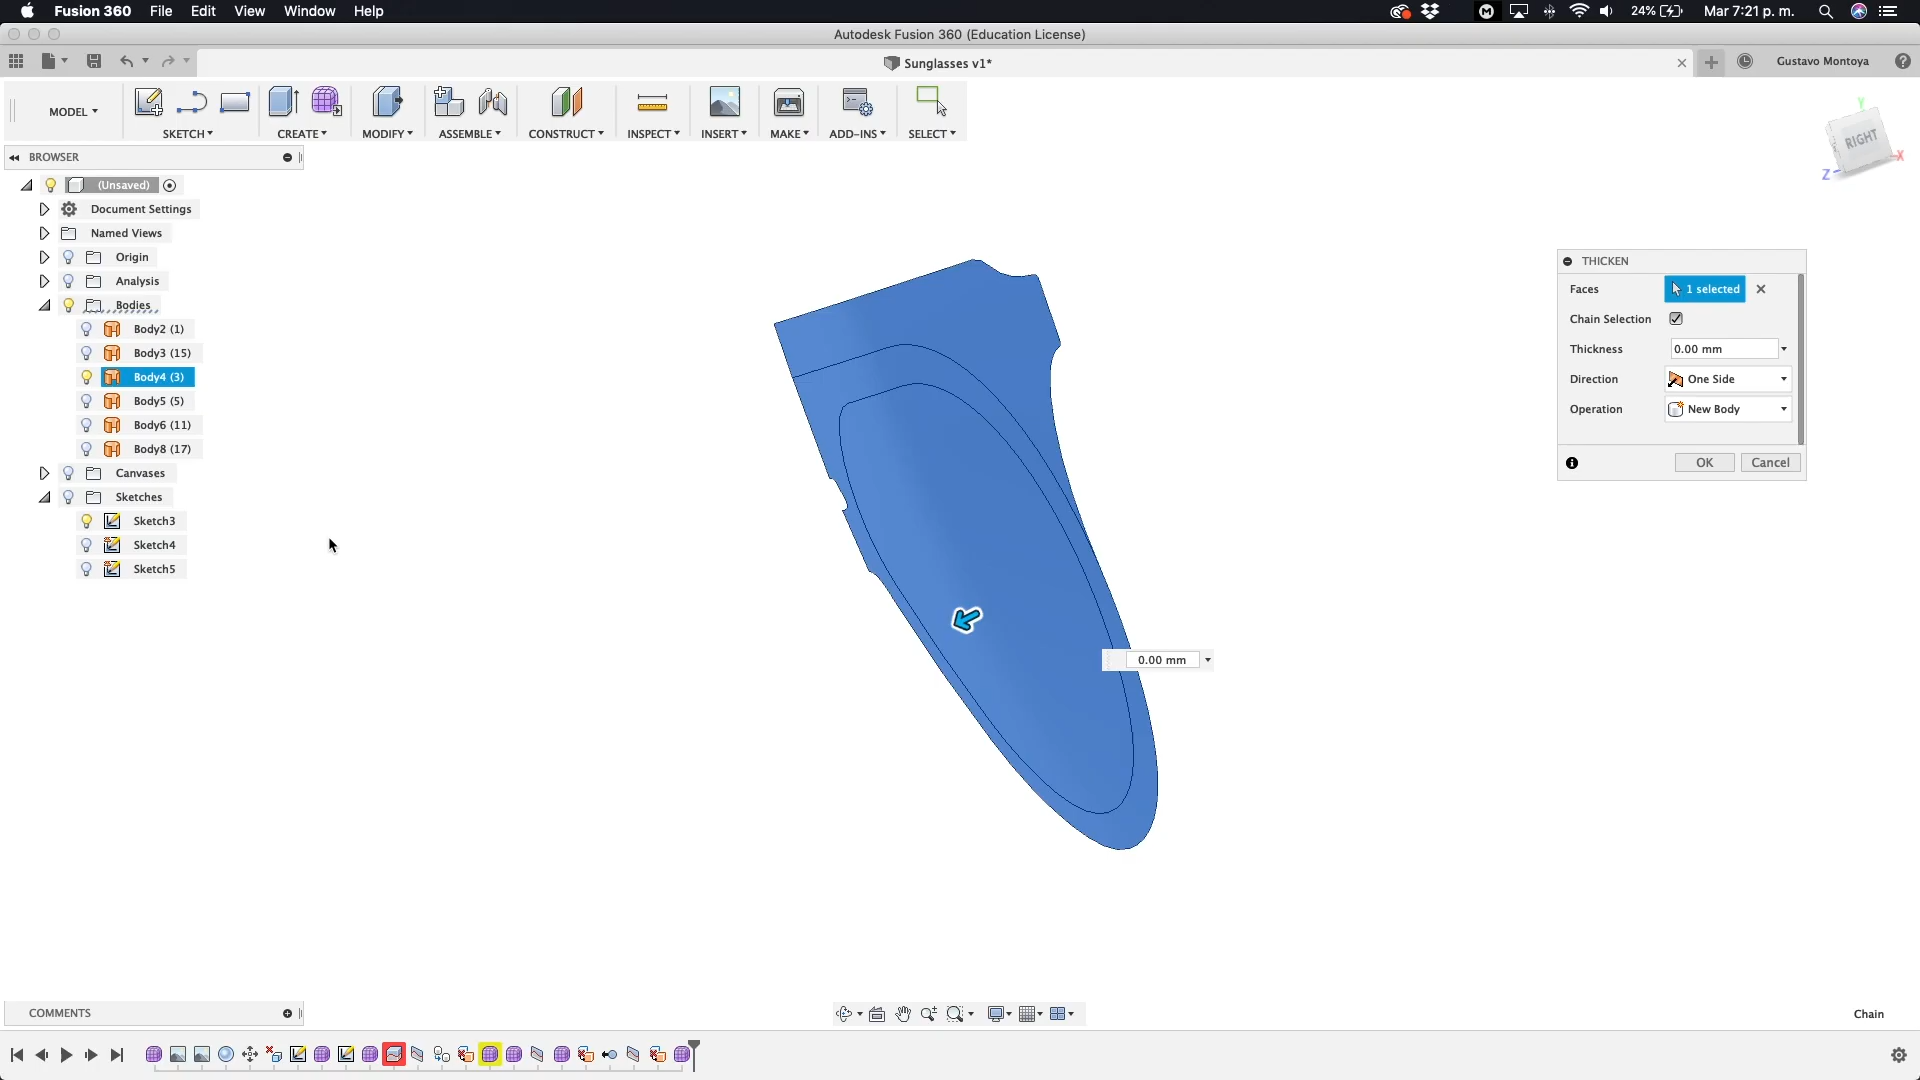 Fusion 360 File Edit View Window Help
24% Mar 7:21 p. m.
Autodesk Fusion 360 (Education License)
Sunglasses v1*
Gustavo Montoya
MODEL
SKETCH CREATE MODIFY ASSEMBLE CONSTRUCT INSPECT INSERT MAKE ADD-INS SELECT
Y
RIGHT
X
Z
BROWSER
(Unsaved)
Document Settings
Named Views
Origin
Analysis
Bodies
Body2 (1)
Body3 (15)
Body4 (3)
Body5 (5)
Body6 (11)
Body8 (17)
Canvases
Sketches
Sketch3
Sketch4
Sketch5
THICKEN
Faces 1 selected
Chain Selection
Thickness 0.00 mm
Direction One Side
Operation New Body
OK Cancel
0.00 mm
COMMENTS
Chain